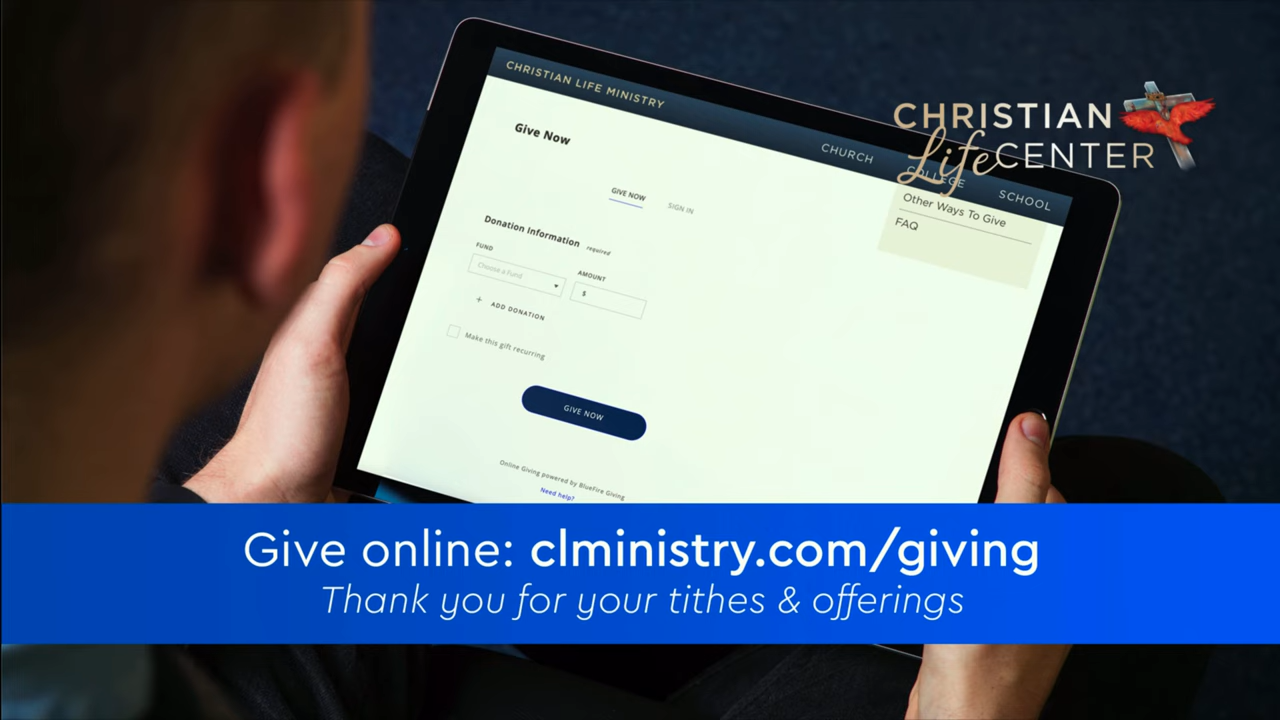 CHRISTIAN LIFE MINISTRY
CHURCH
COLLEGE
SCHOOL
CHRISTIAN
Life CENTER
Give Now
GIVE NOW
SIGN IN
Other Ways To Give
FAQ
Donation Information required
FUND
AMOUNT
Choose a Fund
$
+ ADD DONATION
Make this gift recurring
GIVE NOW
Online Giving powered by BlueFire Giving
Need help?
Give online: clministry.com/giving
Thank you for your tithes & offerings